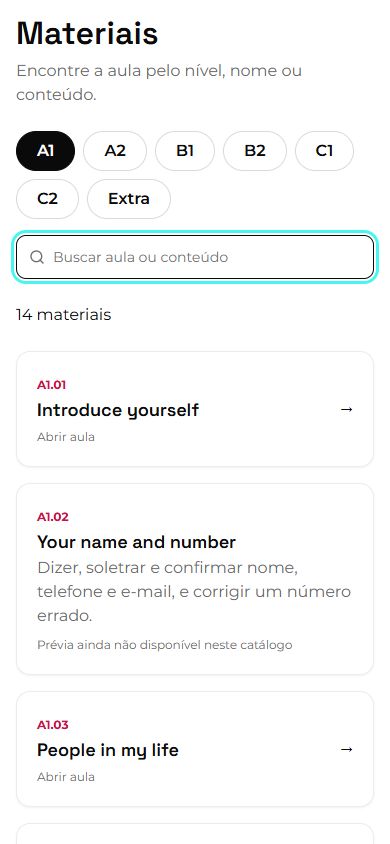 Materiais
Encontre a aula pelo nível, nome ou
conteúdo.
A1 A2 B1 B2 C1
C2 Extra
Buscar aula ou conteúdo
14 materiais
A1.01
Introduce yourself →
Abrir aula
A1.02
Your name and number
Dizer, soletrar e confirmar nome,
telefone e e-mail, e corrigir um número
errado.
Prévia ainda não disponível neste catálogo
A1.03
People in my life →
Abrir aula